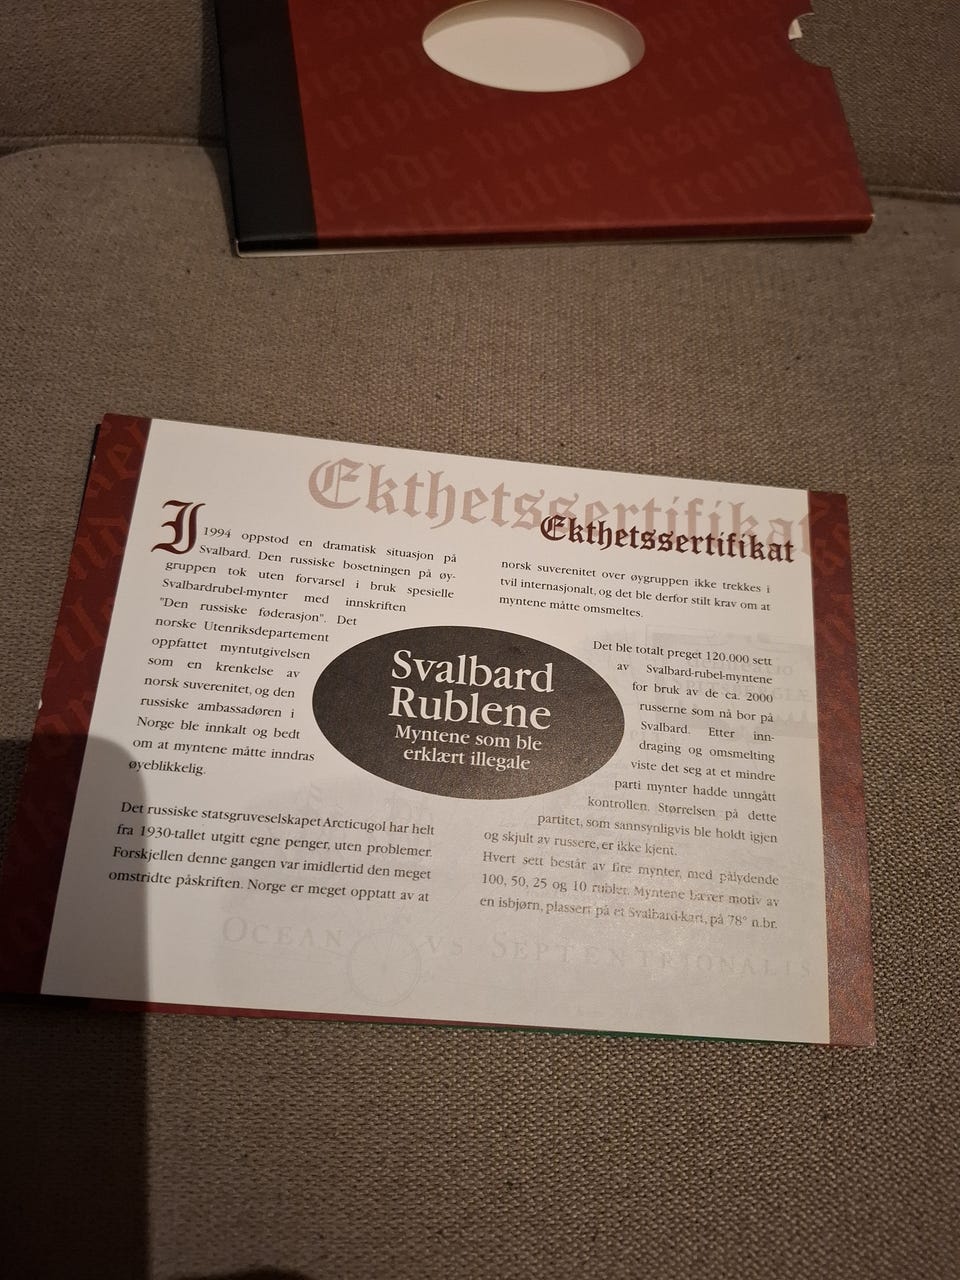 Ekthetssertifikat
Ekthetssertifikat
I 1994 oppstod en dramatisk situasjon på
Svalbard. Den russiske bosetningen på øy-
gruppen tok uten forvarsel i bruk spesielle
Svalbardrubel-mynter med innskriften
"Den russiske føderasjon". Det
norske Utenriksdepartement
oppfattet myntutgivelsen
som en krenkelse av
norsk suverenitet, og den
russiske ambassadøren i
Norge ble innkalt og bedt
om at myntene måtte inndras
øyeblikkelig.
Det russiske statsgruveselskapet Arcticugol har helt
fra 1930-tallet utgitt egne penger, uten problemer.
Forskjellen denne gangen var imidlertid den meget
omstridte påskriften. Norge er meget opptatt av at
Svalbard
Rublene
Myntene som ble
erklært illegale
norsk suverenitet over øygruppen ikke trekkes i
tvil internasjonalt, og det ble derfor stilt krav om at
myntene måtte omsmeltes.
Det ble totalt preget 120.000 sett
av Svalbard-rubel-myntene
for bruk av de ca. 2000
russerne som nå bor på
Svalbard. Etter inn-
draging og omsmelting
viste det seg at et mindre
parti mynter hadde unngått
kontrollen. Størrelsen på dette
partiet, som sannsynligvis ble holdt igjen
og skjult av russere, er ikke kjent.
Hvert sett består av fire mynter, med pålydende
100, 50, 25 og 10 rubler. Myntene bærer motiv av
en isbjørn, plassert på et Svalbard-kart, på 78° n.br.
OCEAN VS SEPTENTRIONALIS